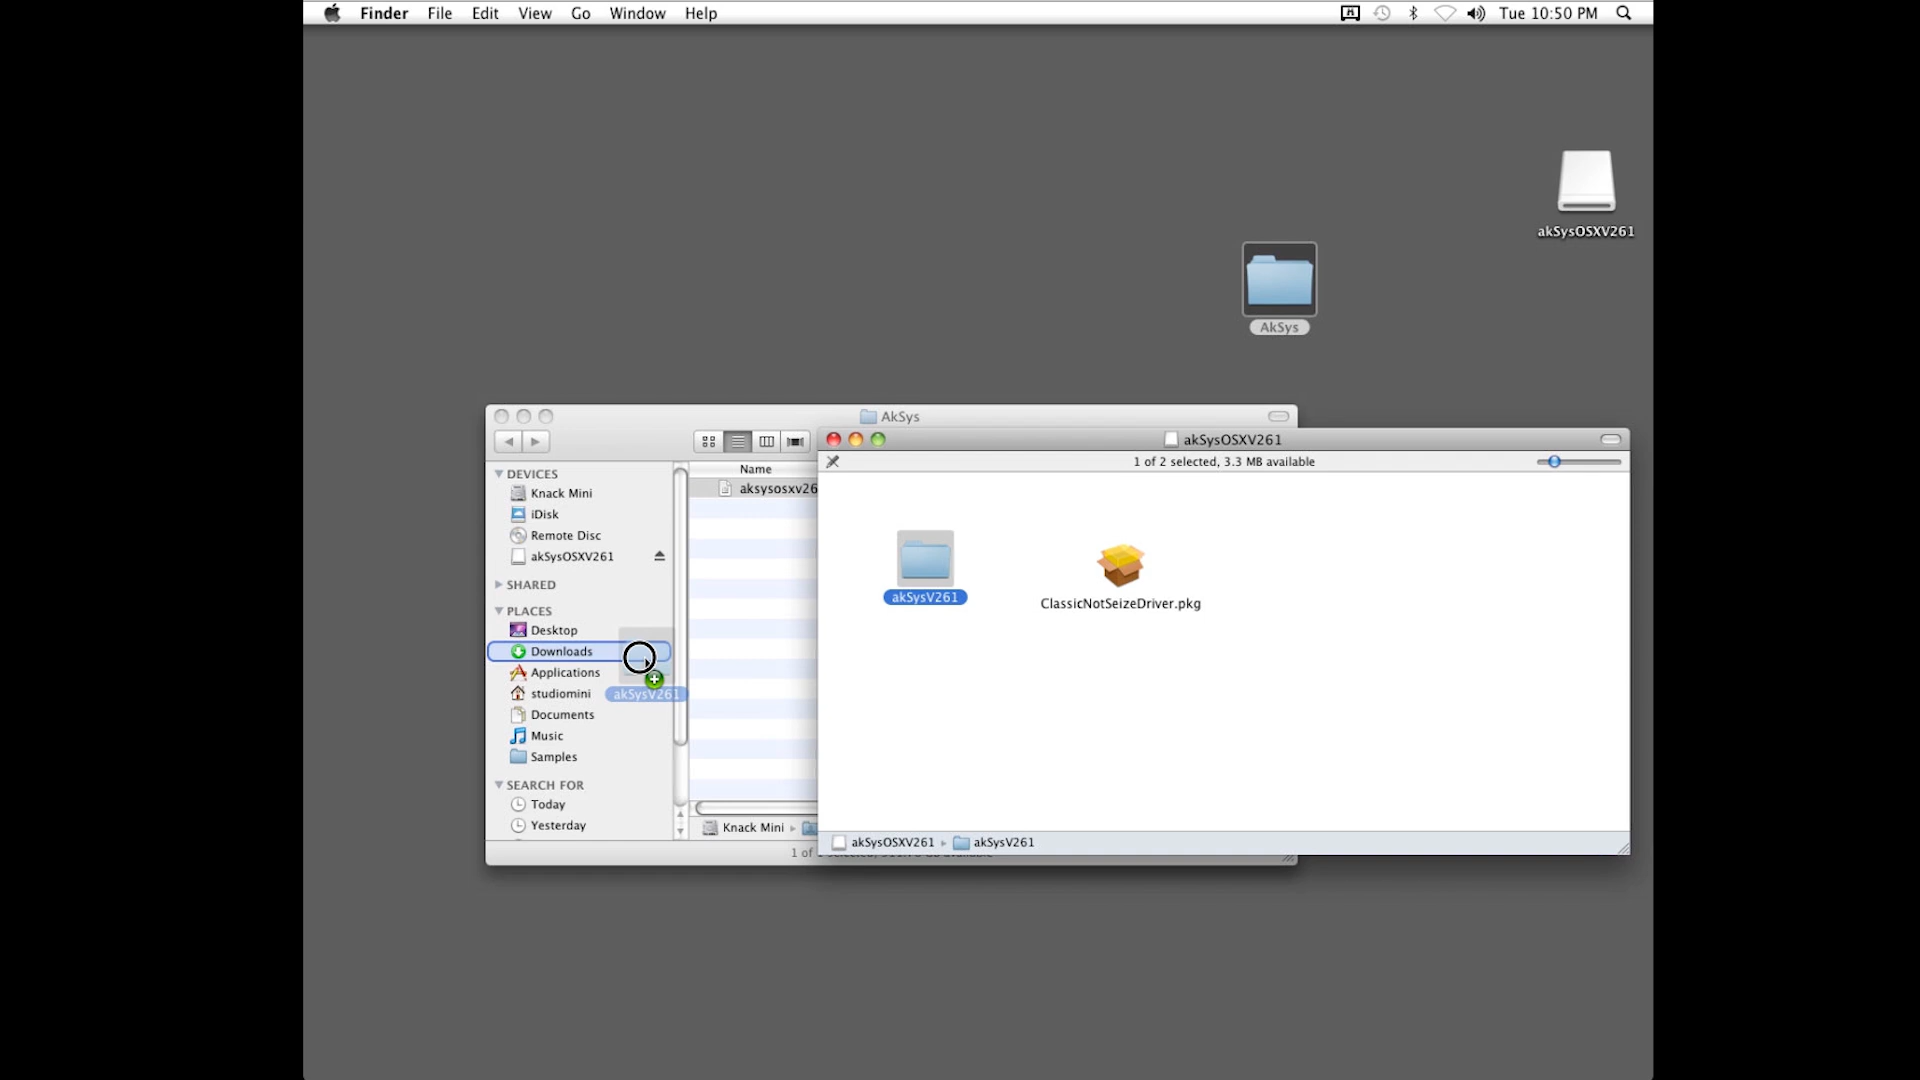 Finder File Edit View Go Window Help
Tue 10:50 PM
akSysOSXV261
AkSys
AkSys
akSysOSXV261
1 of 2 selected, 3.3 MB available
DEVICES
Knack Mini
iDisk
Remote Disc
akSysOSXV261
SHARED
PLACES
Desktop
Downloads
Applications
studiomini
Documents
Music
Samples
SEARCH FOR
Today
Yesterday
akSysV261
Name
aksysosxv26
Knack Mini
1 of
akSysV261
ClassicNotSeizeDriver.pkg
akSysOSXV261 akSysV261